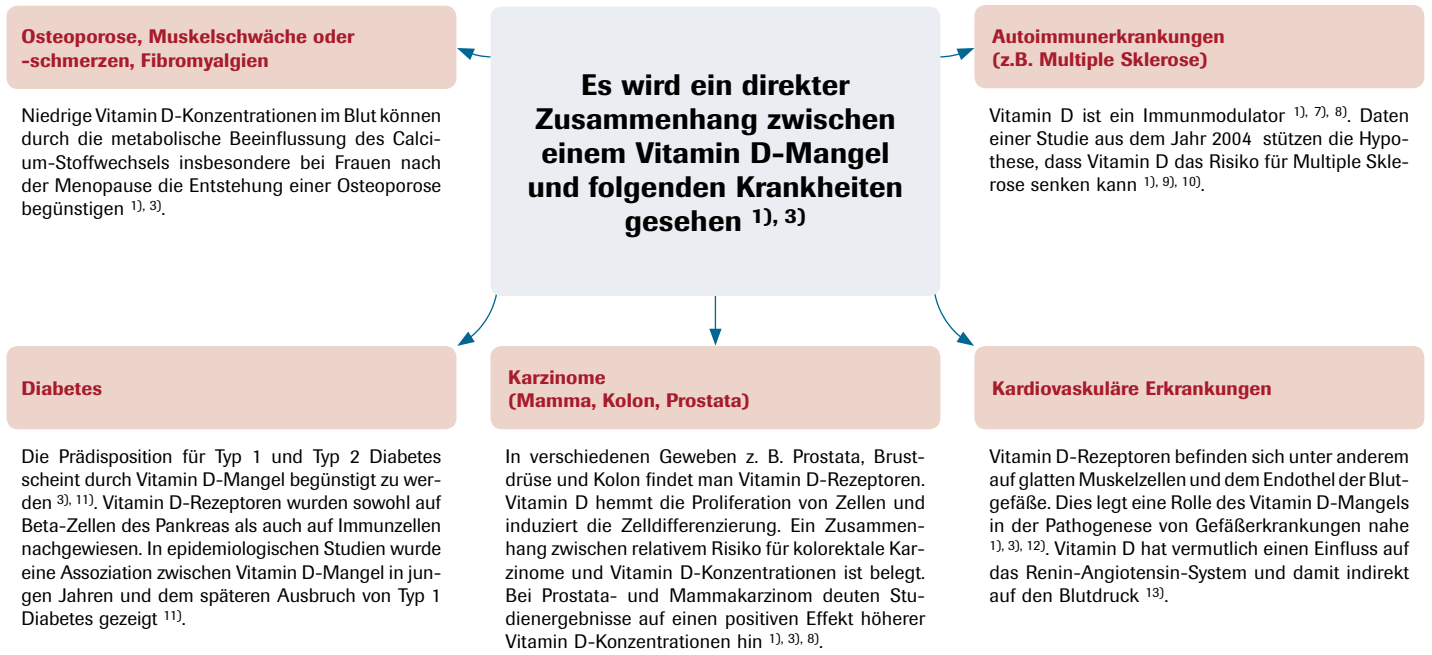 Osteoporose, Muskelschwäche oder
-schmerzen, Fibromyalgien
Niedrige Vitamin D-Konzentrationen im Blut können
durch die metabolische Beeinflussung des Calci-
um-Stoffwechsels insbesondere bei Frauen nach
der Menopause die Entstehung einer Osteoporose
begünstigen 1), 3).
Es wird ein direkter
Zusammenhang zwischen
einem Vitamin D-Mangel
und folgenden Krankheiten
gesehen 1), 3)
Autoimmunerkrankungen
(z.B. Multiple Sklerose)
Vitamin D ist ein Immunmodulator 1), 7), 8). Daten
einer Studie aus dem Jahr 2004 stützen die Hypo-
these, dass Vitamin D das Risiko für Multiple Skle-
rose senken kann 1), 9), 10).
Diabetes
Die Prädisposition für Typ 1 und Typ 2 Diabetes
scheint durch Vitamin D-Mangel begünstigt zu wer-
den 3), 11). Vitamin D-Rezeptoren wurden sowohl auf
Beta-Zellen des Pankreas als auch auf Immunzellen
nachgewiesen. In epidemiologischen Studien wurde
eine Assoziation zwischen Vitamin D-Mangel in jun-
gen Jahren und dem späteren Ausbruch von Typ 1
Diabetes gezeigt 11).
Karzinome
(Mamma, Kolon, Prostata)
In verschiedenen Geweben z. B. Prostata, Brust-
drüse und Kolon findet man Vitamin D-Rezeptoren.
Vitamin D hemmt die Proliferation von Zellen und
induziert die Zelldifferenzierung. Ein Zusammen-
hang zwischen relativem Risiko für kolorektale Kar-
zinome und Vitamin D-Konzentrationen ist belegt.
Bei Prostata- und Mammakarzinom deuten Stu-
dienergebnisse auf einen positiven Effekt höherer
Vitamin D-Konzentrationen hin 1), 3), 8).
Kardiovaskuläre Erkrankungen
Vitamin D-Rezeptoren befinden sich unter anderem
auf glatten Muskelzellen und dem Endothel der Blut-
gefäße. Dies legt eine Rolle des Vitamin D-Mangels
in der Pathogenese von Gefäßerkrankungen nahe
1), 3), 12). Vitamin D hat vermutlich einen Einfluss auf
das Renin-Angiotensin-System und damit indirekt
auf den Blutdruck 13).